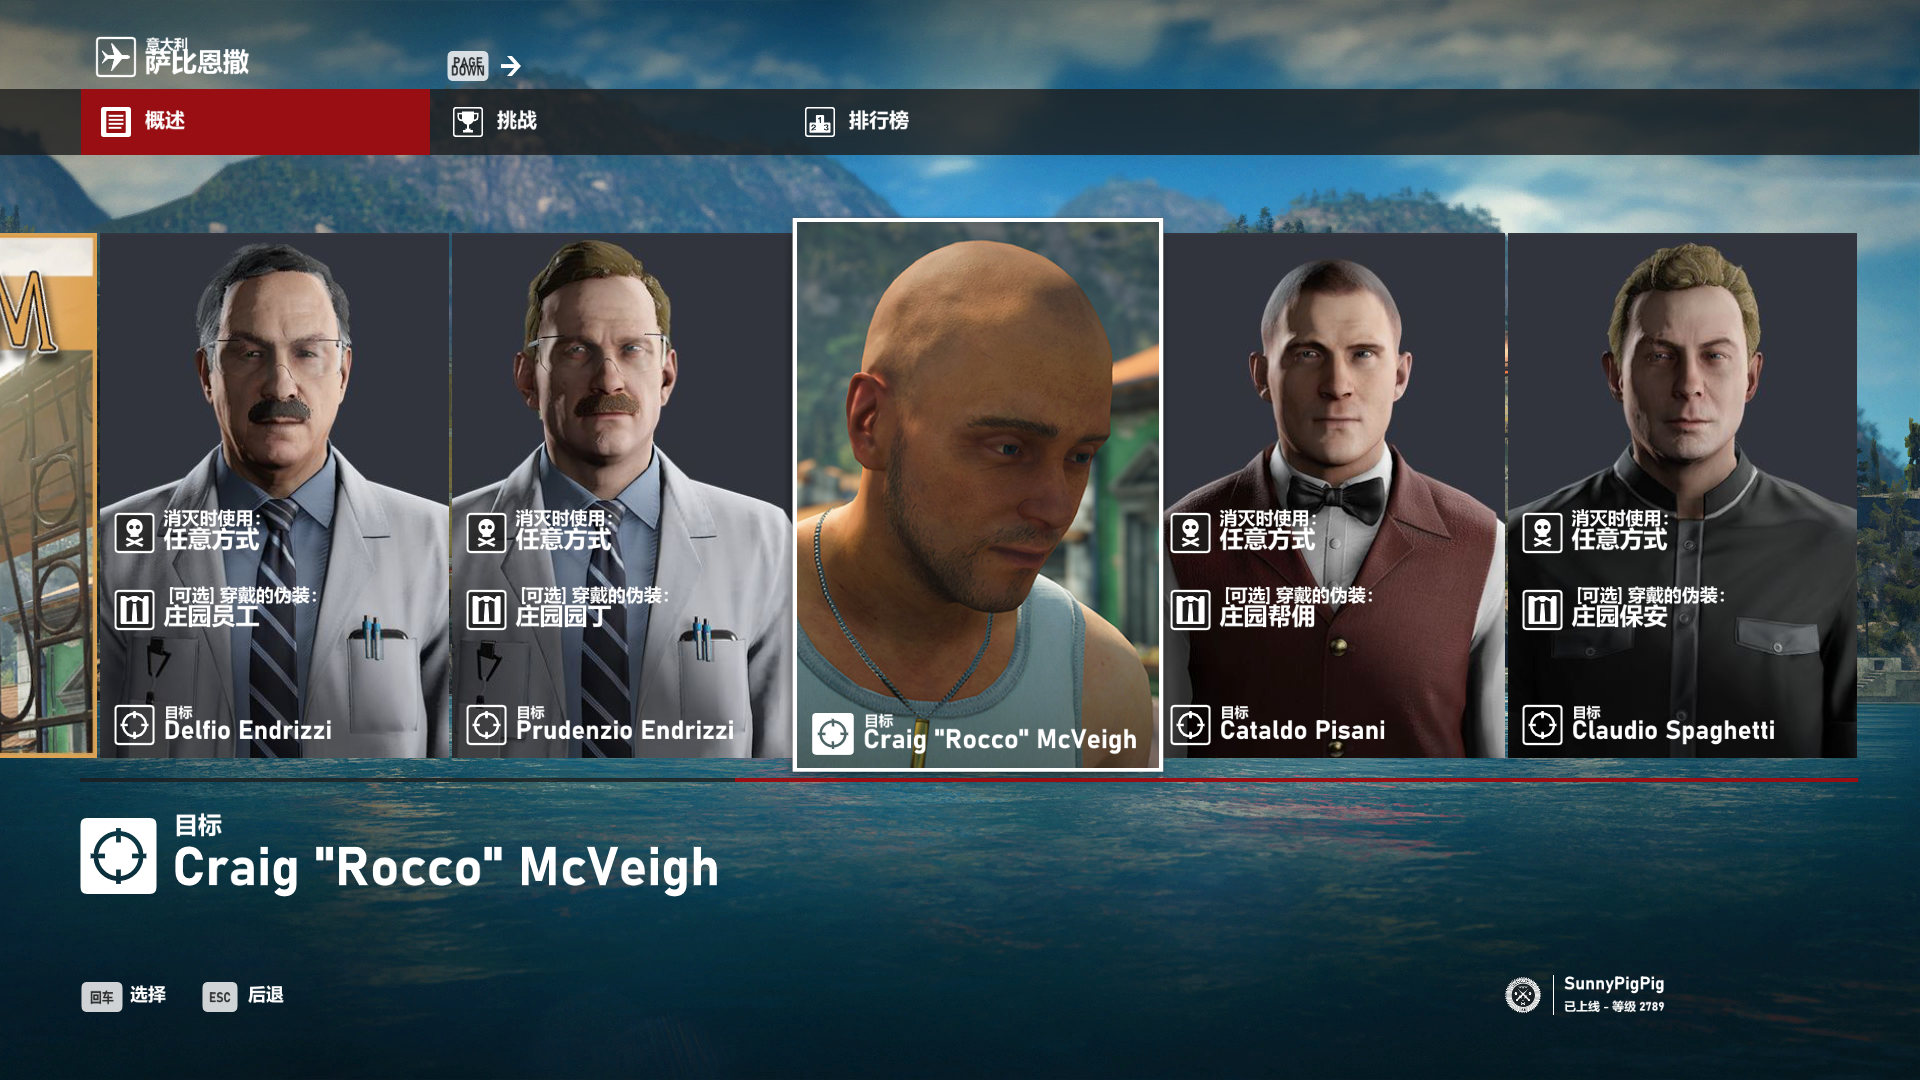 意大利
萨比恩撒
PAGE DOWN
概述
挑战
排行榜
M
消灭时使用:
任意方式
[可选] 穿戴的伪装:
庄园员工
目标
Delfio Endrizzi
消灭时使用:
任意方式
[可选] 穿戴的伪装:
庄园园丁
目标
Prudenzio Endrizzi
目标
Craig "Rocco" McVeigh
消灭时使用:
任意方式
[可选] 穿戴的伪装:
庄园帮佣
目标
Cataldo Pisani
消灭时使用:
任意方式
[可选] 穿戴的伪装:
庄园保安
目标
Claudio Spaghetti
目标
Craig "Rocco" McVeigh
回车 选择
ESC 后退
SunnyPigPig
已上线 - 等级 2789